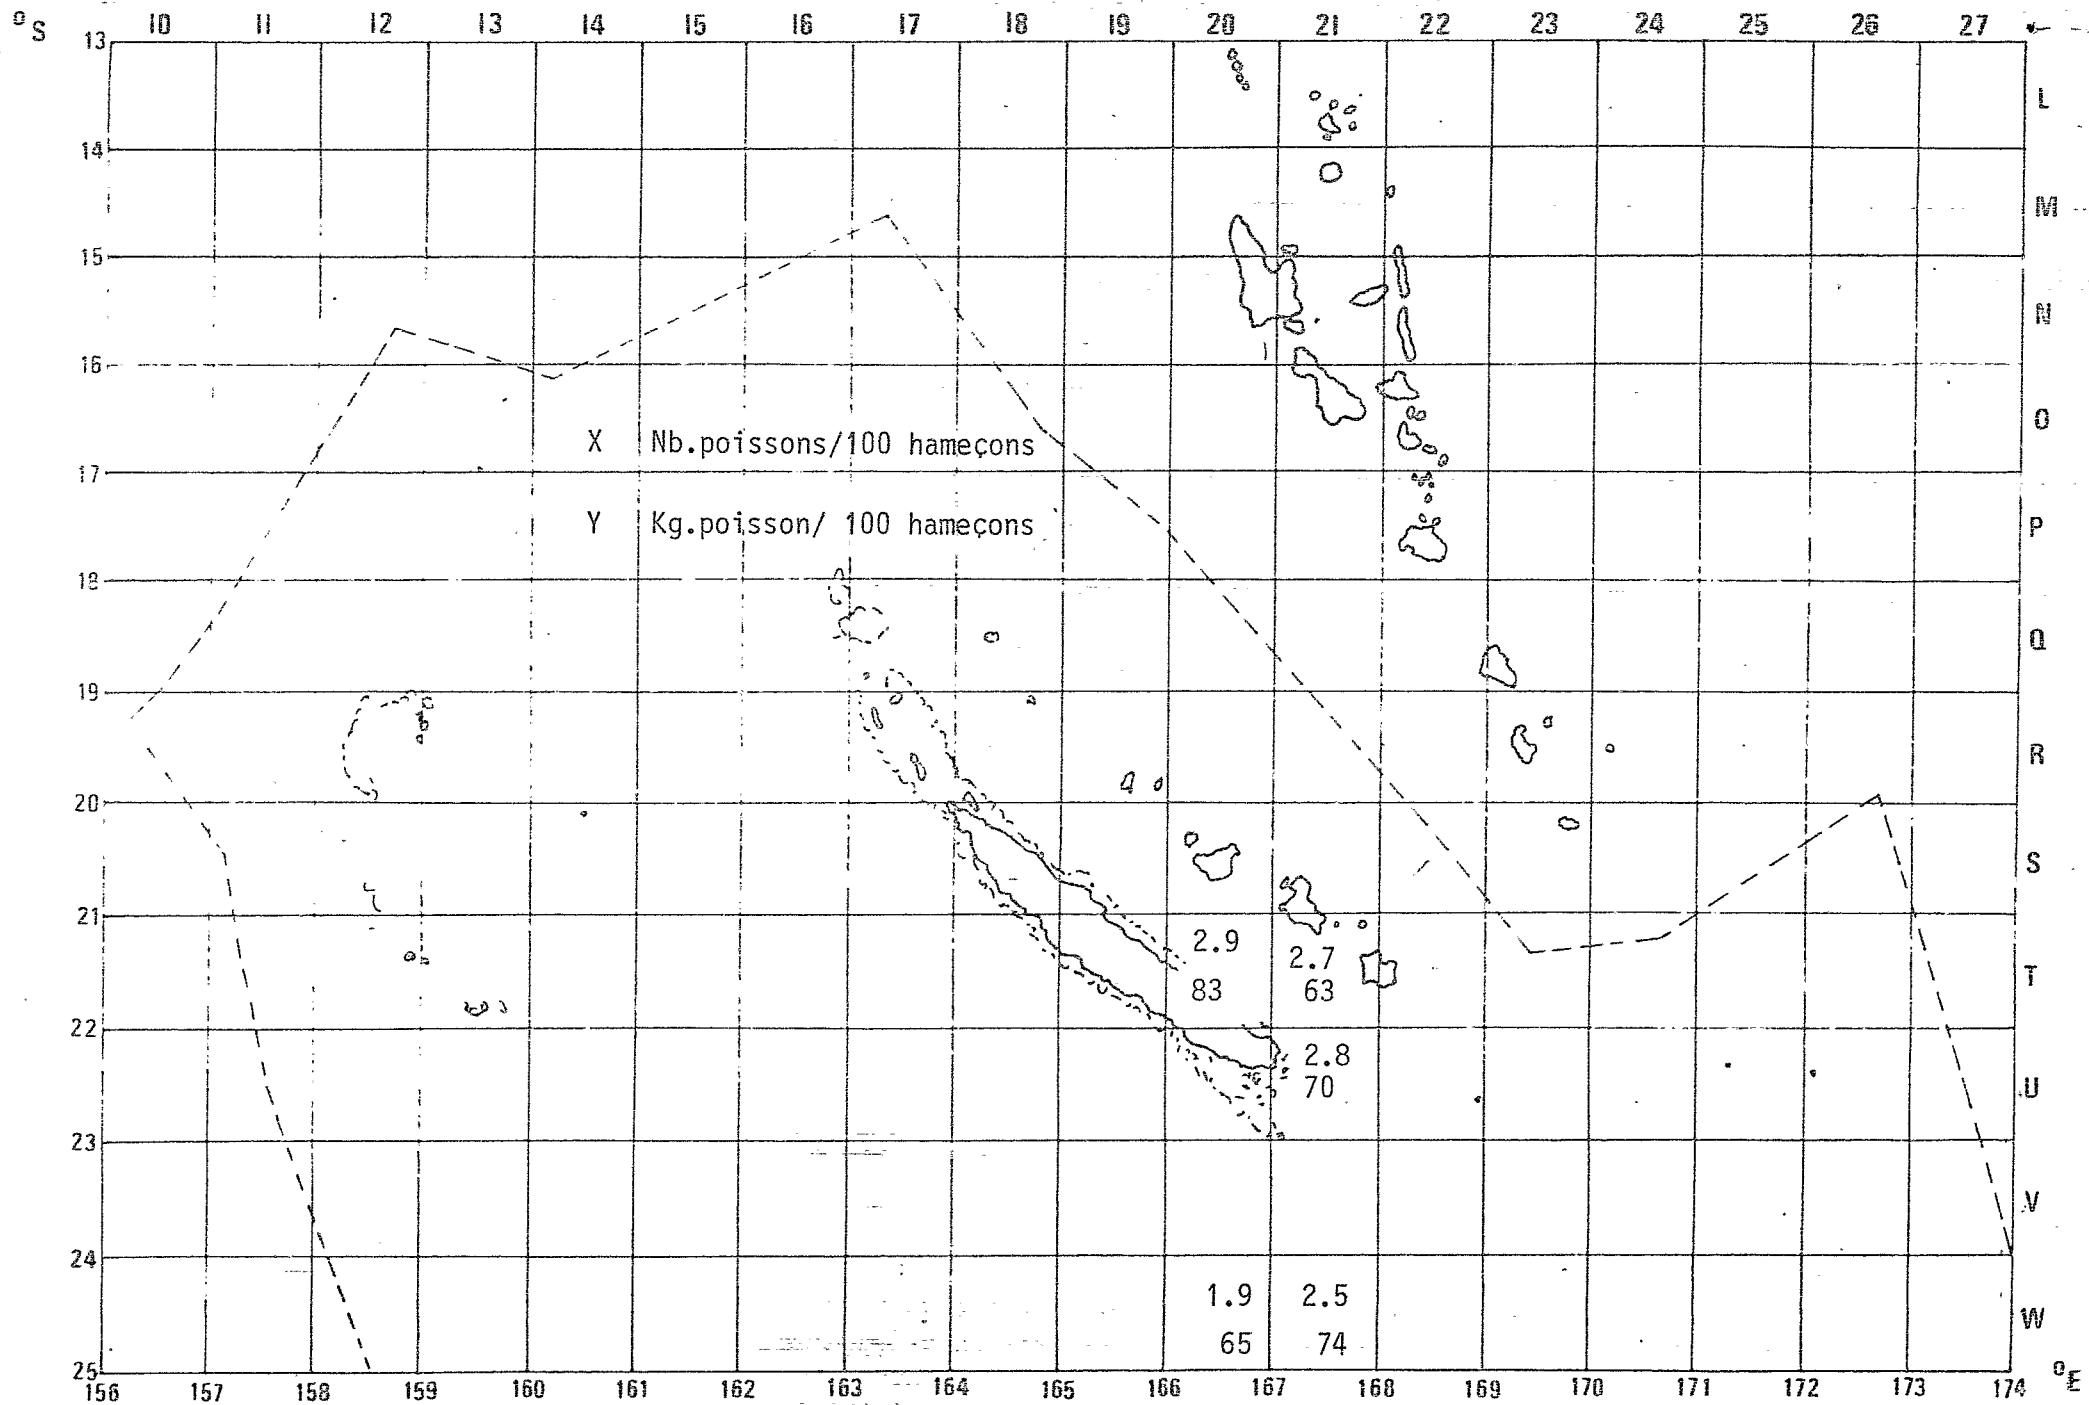 °S 10 11 12 13 14 15 16 17 18 19 20 21 22 23 24 25 26 27
13
L
14
M
15
N
16
O
X Nb.poissons/100 hameçons
17
Y Kg.poisson/ 100 hameçons
P
18
Q
19
R
20
S
21
2.9 2.7
T
83 63
22
2.8
70
U
23
V
24
1.9 2.5
W
65 74
25
°E
156 157 158 159 160 161 162 163 164 165 166 167 168 169 170 171 172 173 174